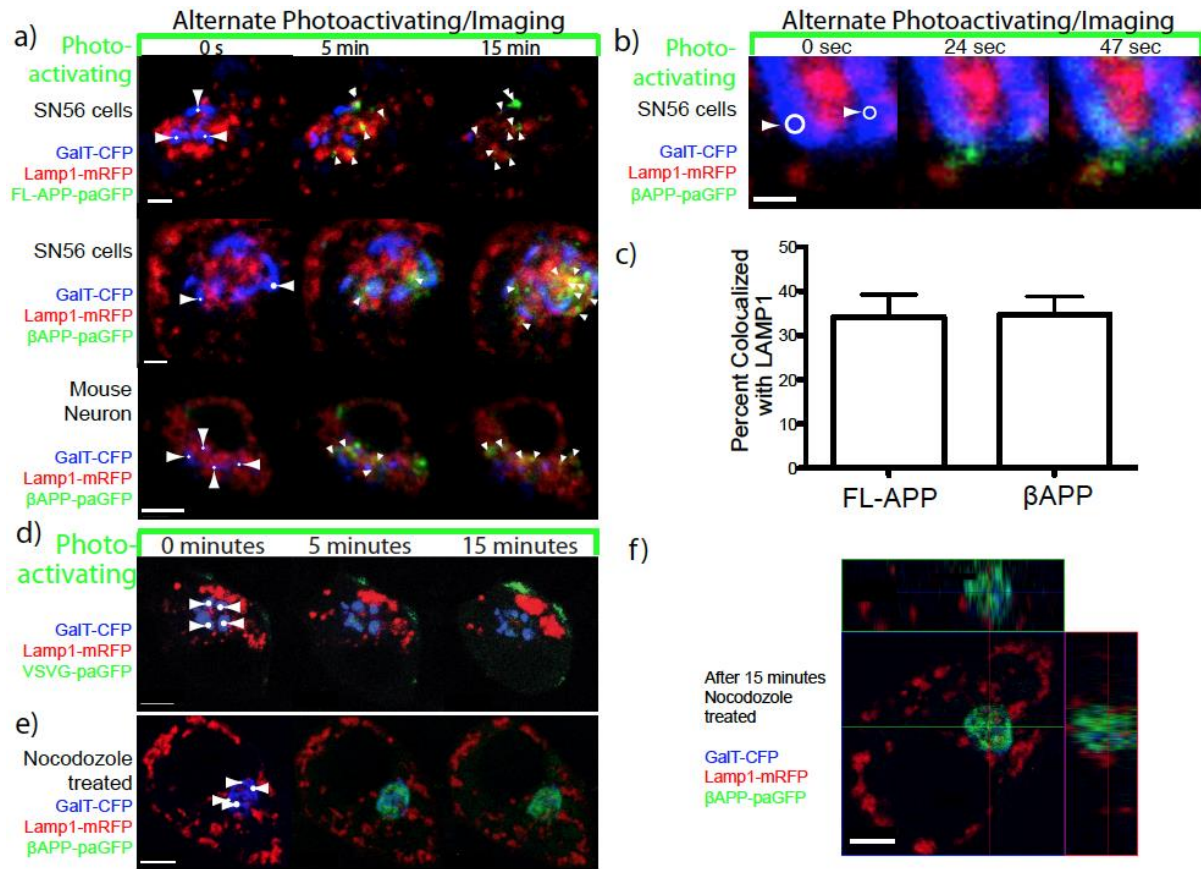 a)
Alternate Photoactivating/Imaging
Photo-
activating
0 s
5 min
15 min
SN56 cells
GalT-CFP
Lamp1-mRFP
FL-APP-paGFP
SN56 cells
GalT-CFP
Lamp1-mRFP
βAPP-paGFP
Mouse
Neuron
GalT-CFP
Lamp1-mRFP
βAPP-paGFP
b)
Alternate Photoactivating/Imaging
Photo-
activating
0 sec
24 sec
47 sec
SN56 cells
GalT-CFP
Lamp1-mRFP
βAPP-paGFP
c)
Percent Colocalized
with LAMP1
50
40
30
20
10
0
FL-APP
βAPP
d)
Photo-
activating
0 minutes
5 minutes
15 minutes
GalT-CFP
Lamp1-mRFP
VSVG-paGFP
e)
Nocodozole
treated
GalT-CFP
Lamp1-mRFP
βAPP-paGFP
f)
After 15 minutes
Nocodozole
treated
GalT-CFP
Lamp1-mRFP
βAPP-paGFP